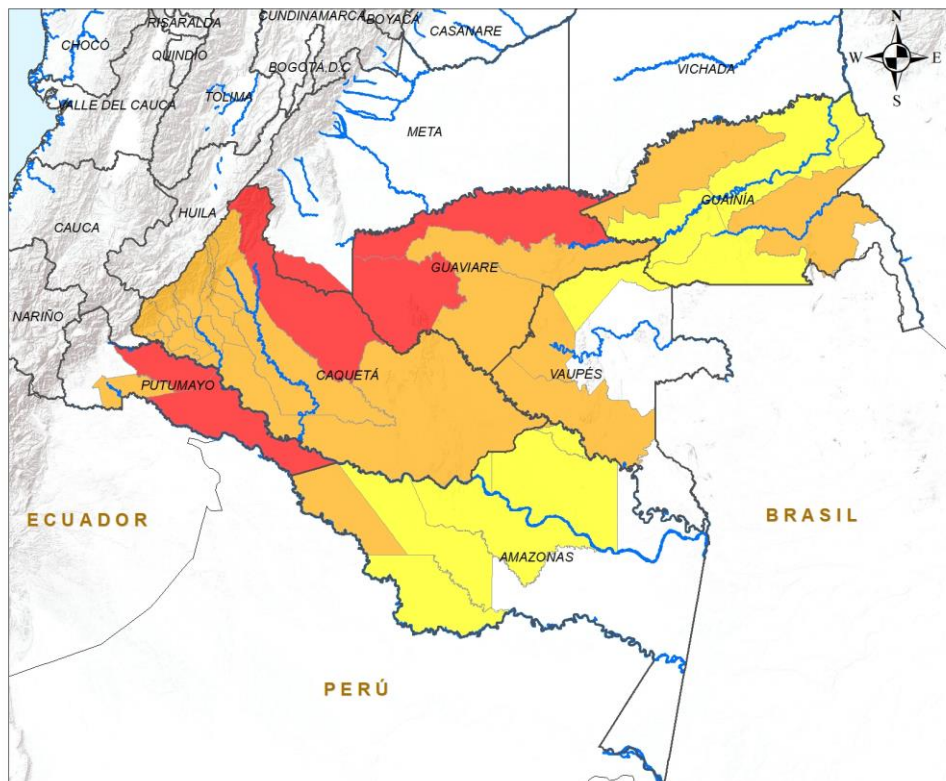 CUNDINAMARCA
BOYACÁ
RISARALDA
CASANARE
N
CHOCÓ
QUINDIO
BOGOTÁ D.C
W
E
VICHADA
S
VALLE DEL CAUCA
TOLIMA
META
GUAINÍA
HUILA
CAUCA
GUAVIARE
NARIÑO
CAQUETÁ
VAUPÉS
PUTUMAYO
ECUADOR
BRASIL
AMAZONAS
PERÚ